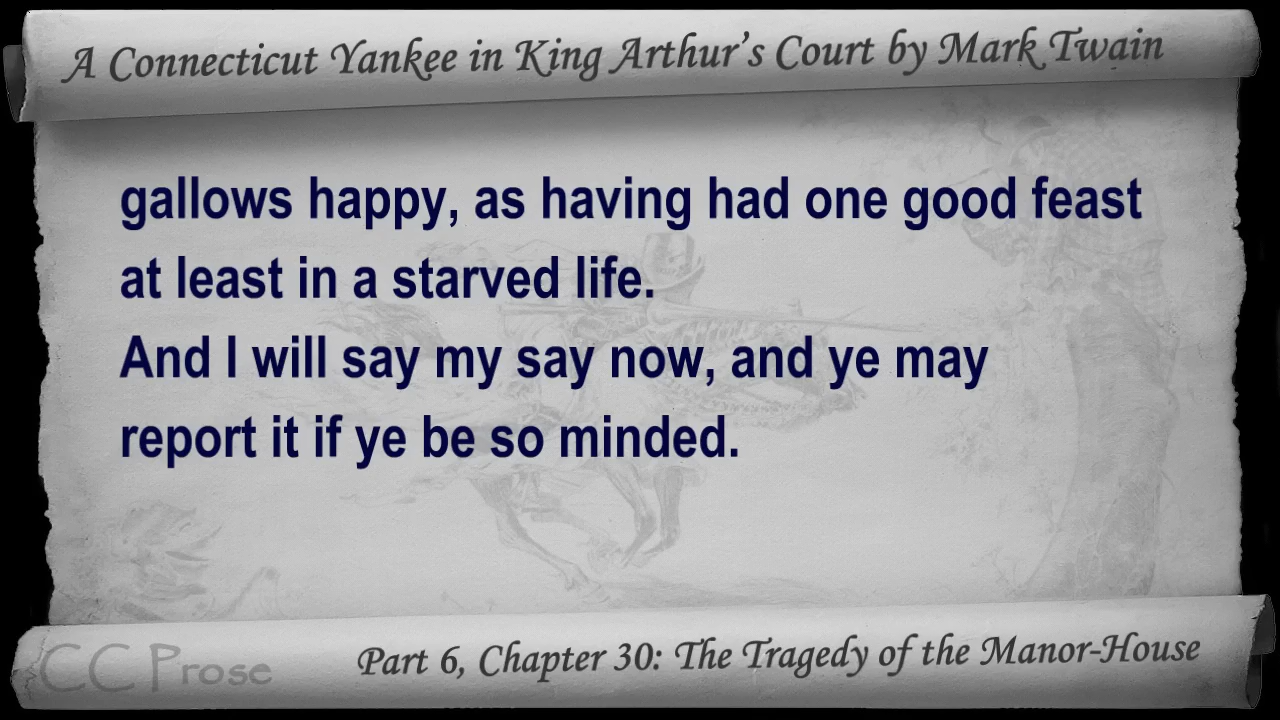 A Connecticut Yankee in King Arthur's Court by Mark Twain
gallows happy, as having had one good feast
at least in a starved life.
And I will say my say now, and ye may
report it if ye be so minded.
CC Prose
Part 6, Chapter 30: The Tragedy of the Manor-House